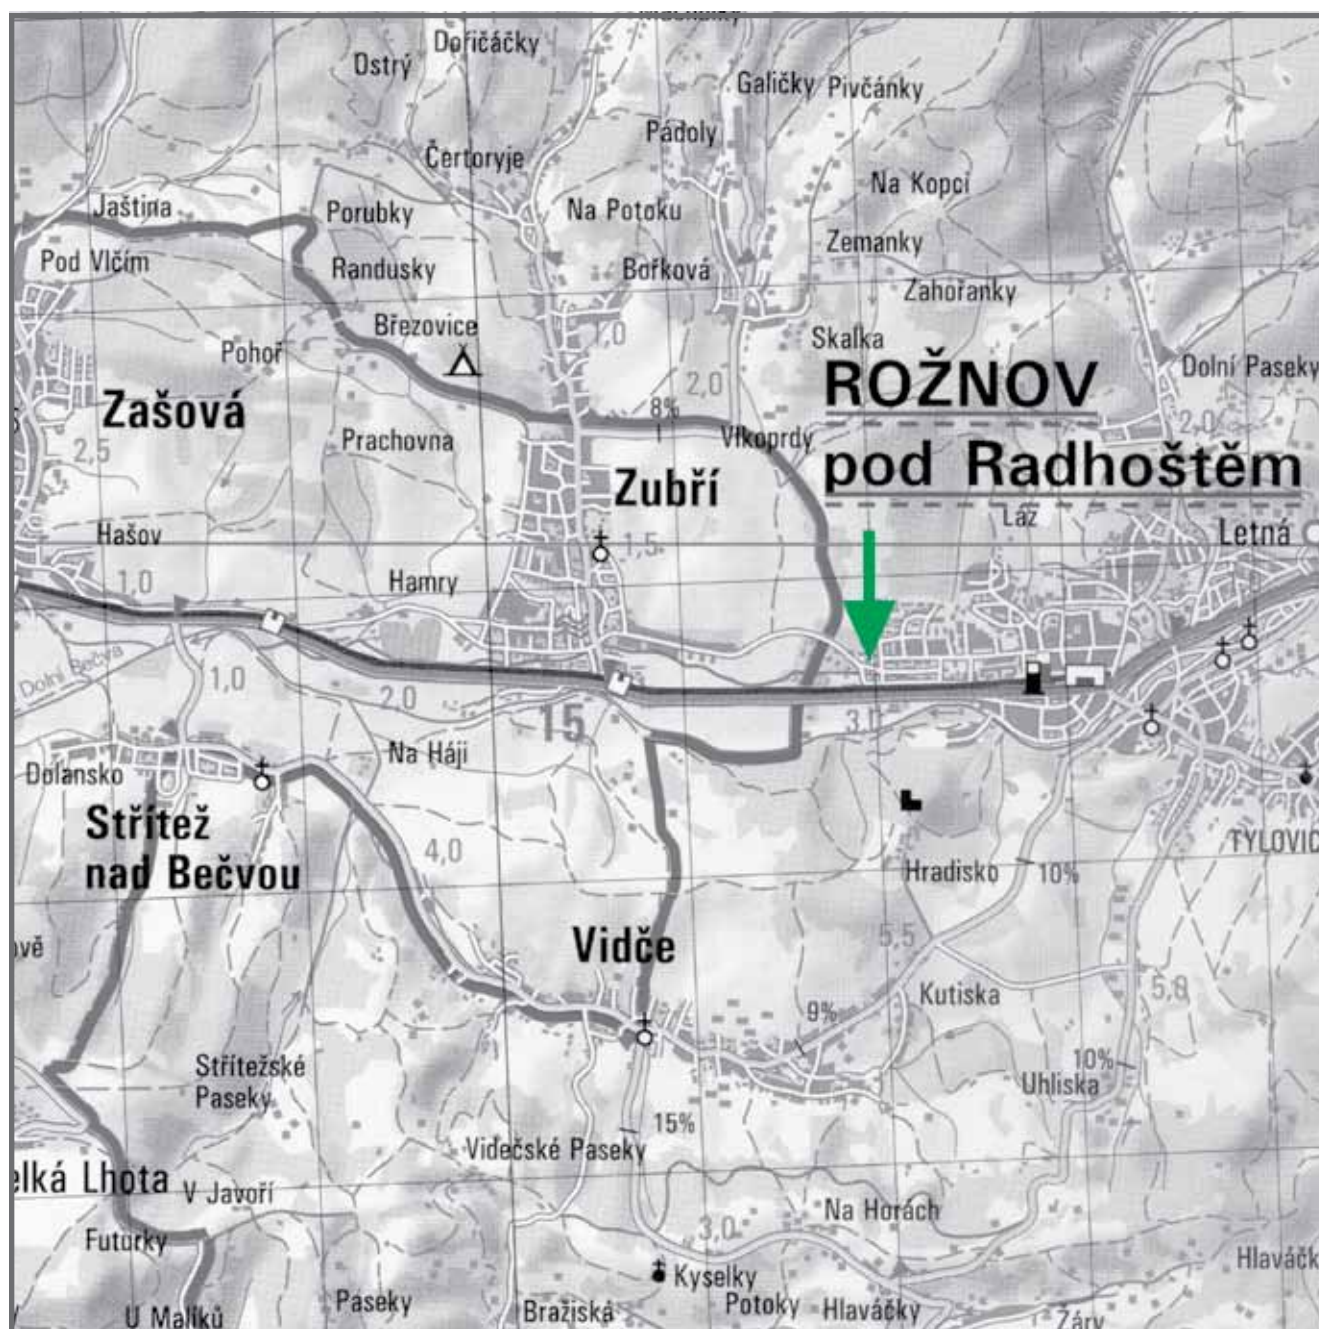 Dořičáčky
Ostrý
Galičky
Pivčánky
Pádoly
Čertoryje
Na Kopci
Jaština
Porubky
Na Potoku
Zemanky
Pod Vlčím
Randusky
Bořková
Zahořanky
Březovice
1,0
Skalka
Pohoř
Dolní Paseky
2,0
ROŽNOV
Zašová
8%
2,0
Prachovna
Vlkoprdy
2,5
pod Radhoštěm
Zubří
Láz
Hašov
1,5
Letná
1,0
Hamry
Dolní Bečva
1,0
2,0
15
3,0
Na Háji
Dolansko
Střítež
nad Bečvou
4,0
TYLOVIC
Hradisko
10%
Vidče
5,5
ově
Kutiska
5,0
9%
Střítežské
Paseky
10%
Uhliska
15%
Videčské Paseky
elká Lhota
V Javoří
Na Horách
3,0
Futurky
Hlaváčk
Kyselky
Paseky
Potoky
Hlaváčky
U Malíků
Bražiská
Žáry